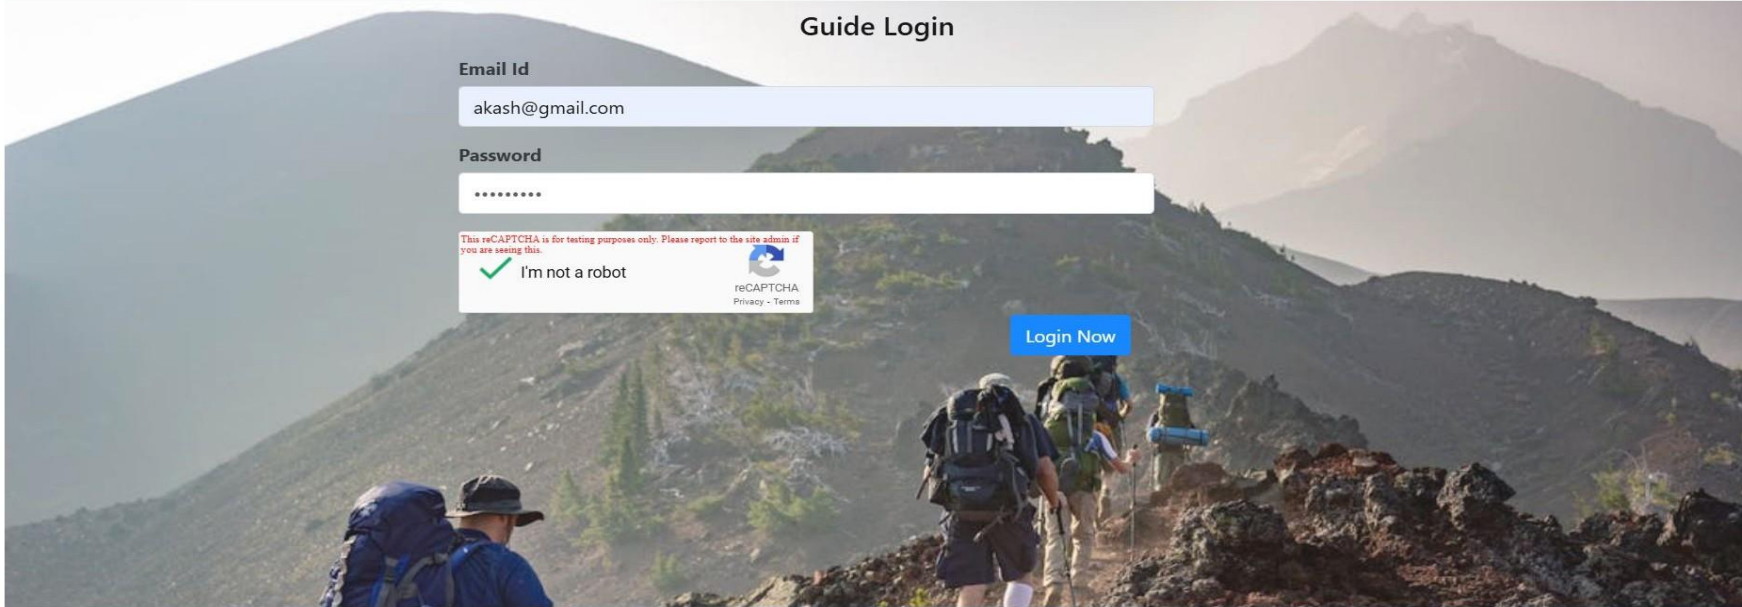 Guide Login
Email Id
akash@gmail.com
Password
•••••••••
This reCAPTCHA is for testing purposes only. Please report to the site admin if
you are seeing this.
I'm not a robot
reCAPTCHA
Privacy - Terms
Login Now